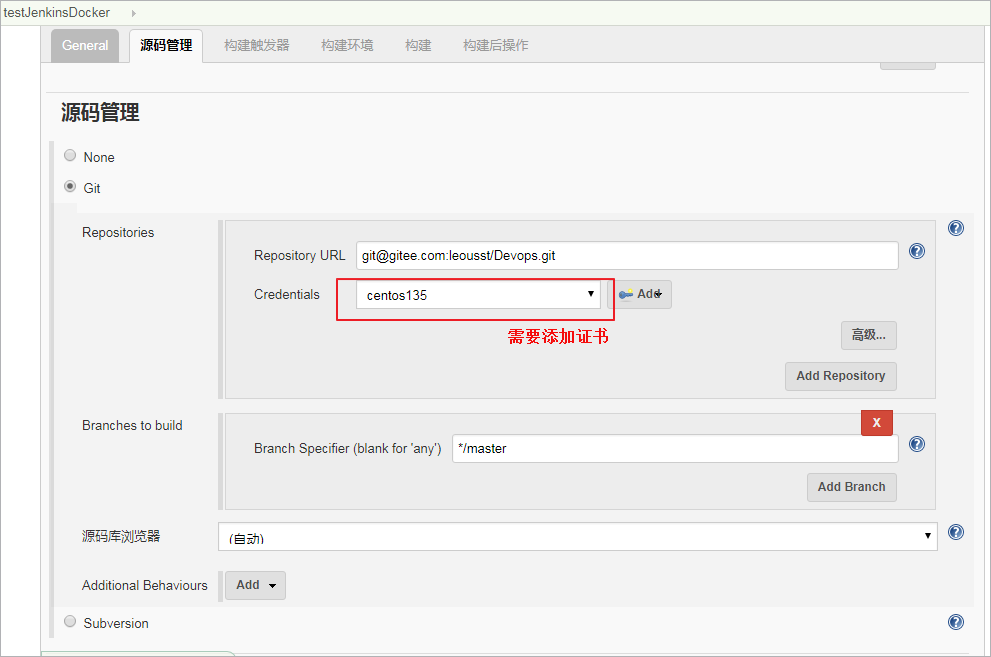 testJenkinsDocker
General 源码管理 构建触发器 构建环境 构建 构建后操作
源码管理
None
Git
Repositories
Repository URL git@gitee.com:leousst/Devops.git
Credentials centos135 Add
需要添加证书
高级...
Add Repository
Branches to build
X
Branch Specifier (blank for 'any') */master
Add Branch
源码库浏览器 (自动)
Additional Behaviours Add
Subversion